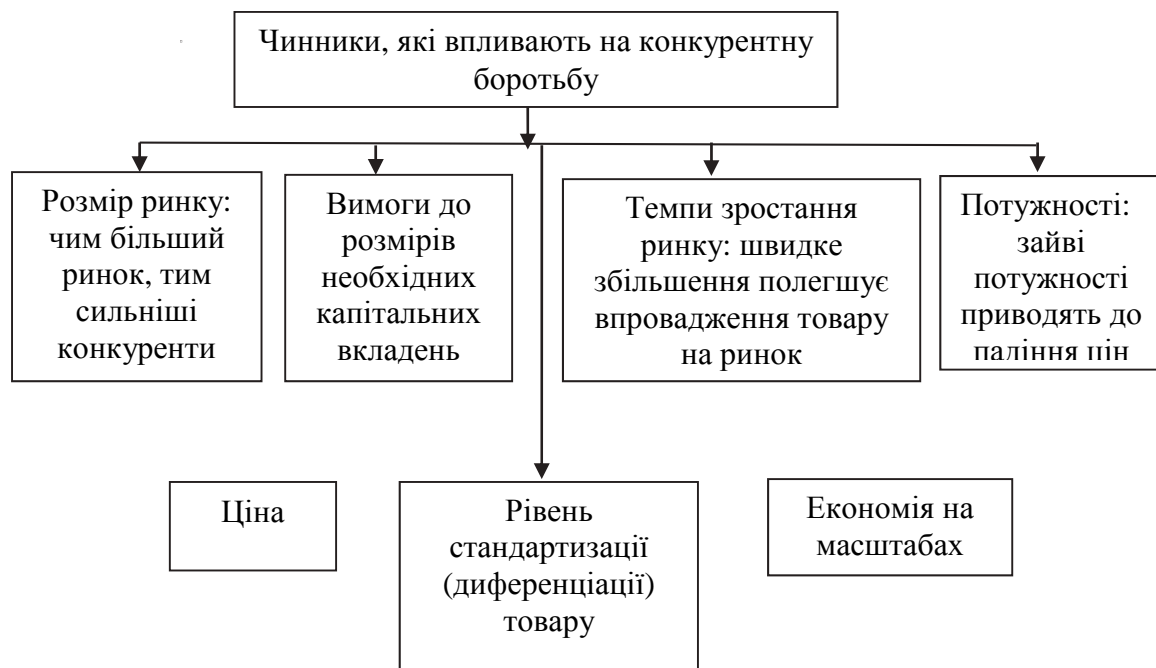 Чинники, які впливають на конкурентну
боротьбу
Розмір ринку:
чим більший
ринок, тим
сильніші
конкуренти
Вимоги до
розмірів
необхідних
капітальних
вкладень
Темпи зростання
ринку: швидке
збільшення полегшує
впровадження товару
на ринок
Потужності:
зайві
потужності
приводять до
падіння цін
Ціна
Рівень
стандартизації
(диференціації)
товару
Економія на
масштабах